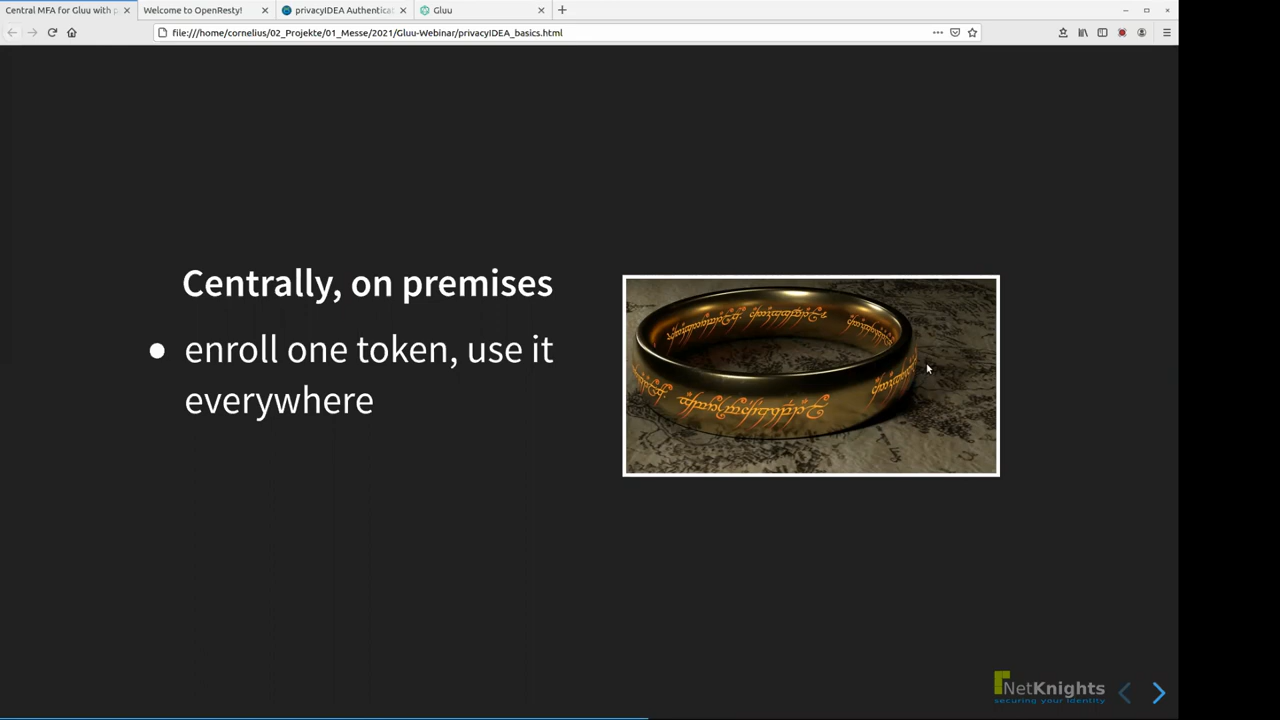 Central MFA for Gluu with p
Welcome to OpenResty!
privacyIDEA Authenticat
Gluu
file:///home/cornelius/02_Projekte/01_Messe/2021/Gluu-Webinar/privacyIDEA_basics.html
Centrally, on premises
enroll one token, use it
everywhere
NetKnights
securing your identity